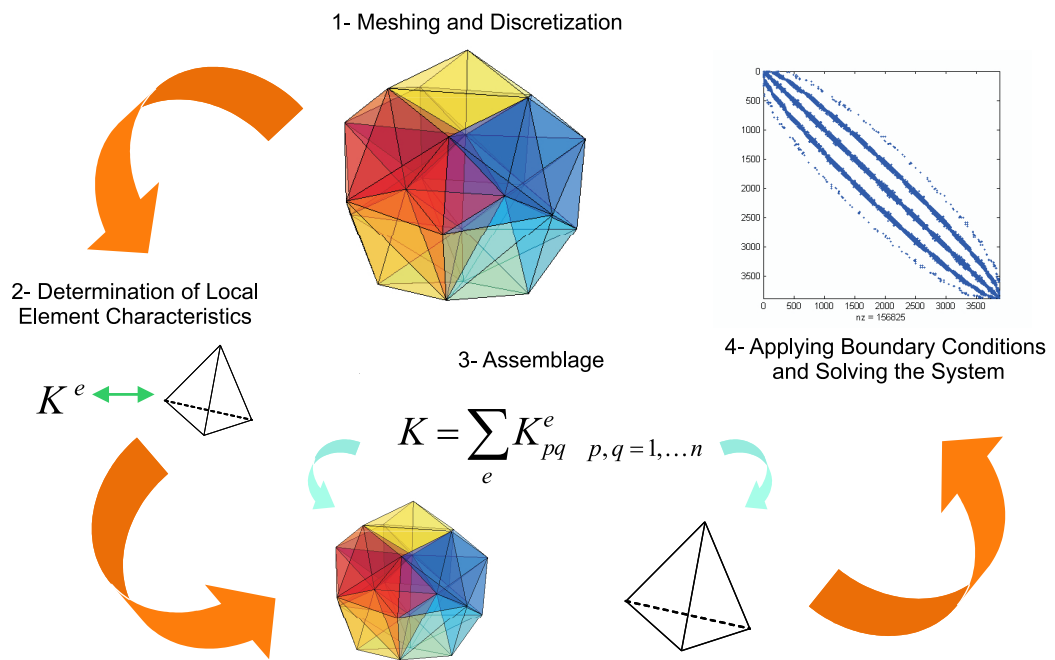 1- Meshing and Discretization
2- Determination of Local
Element Characteristics
K^e
3- Assemblage
K = ∑_e K^e_{pq} p, q = 1,…n
0
500
1000
1500
2000
2500
3000
3500
0 500 1000 1500 2000 2500 3000 3500
nz = 156825
4- Applying Boundary Conditions
and Solving the System